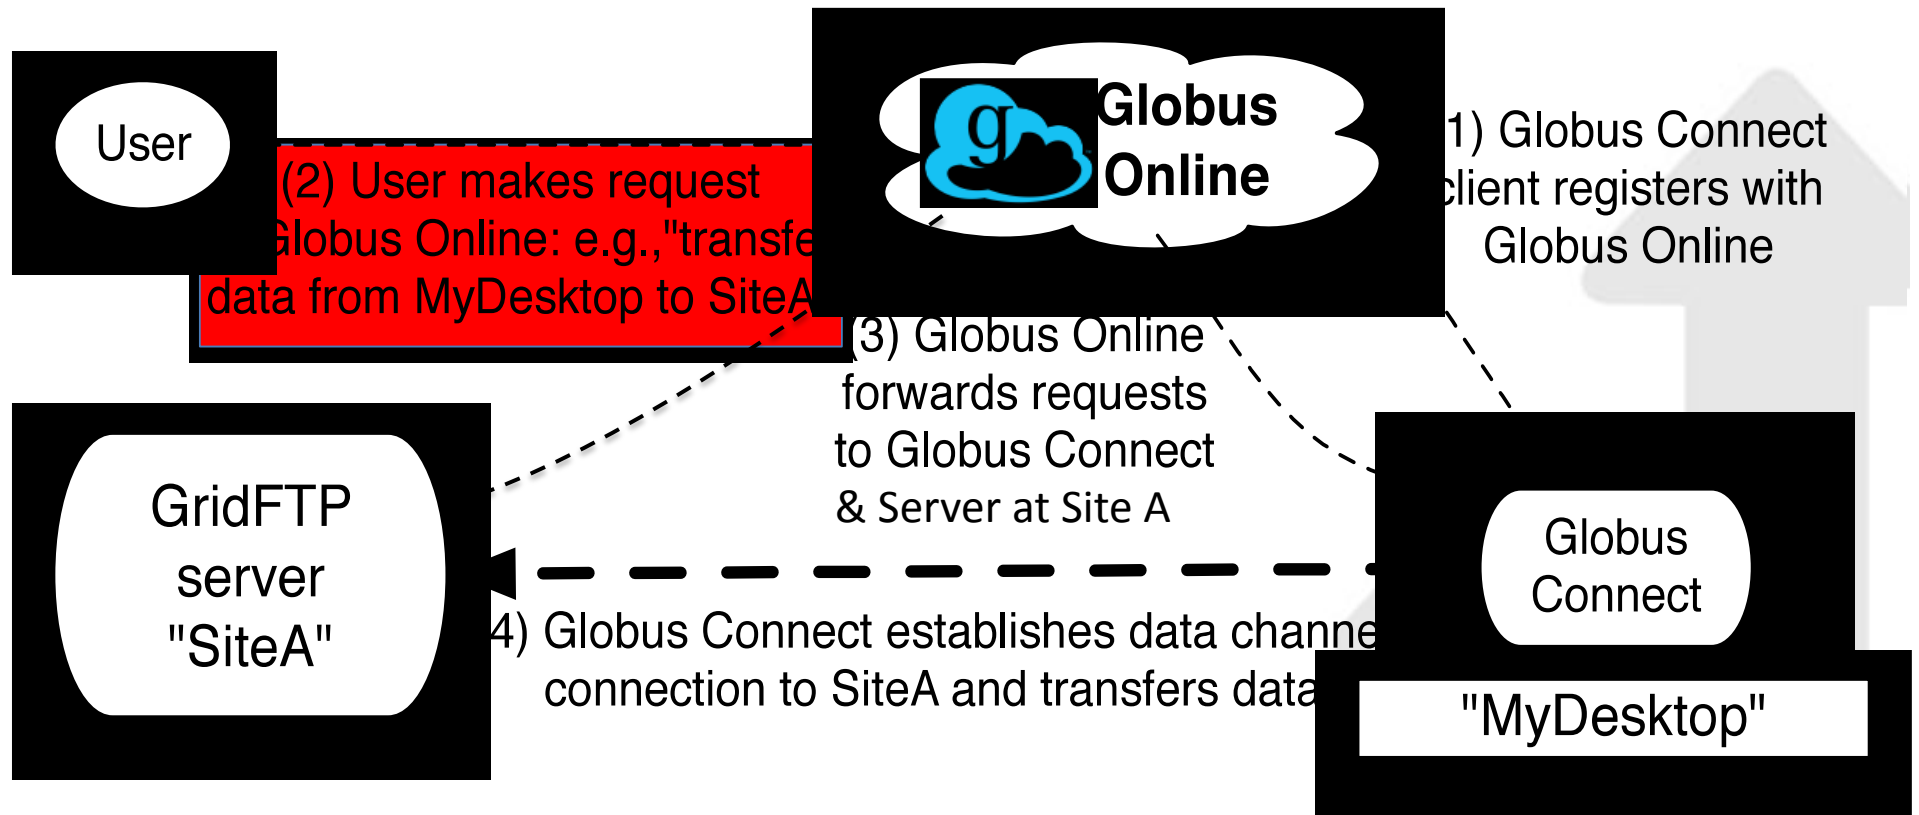 User
g
Globus
Online
1) Globus Connect
client registers with
Globus Online
(2) User makes request
Globus Online: e.g.,"transfe
data from MyDesktop to SiteA
(3) Globus Online
forwards requests
to Globus Connect
& Server at Site A
GridFTP
server
"SiteA"
4) Globus Connect establishes data channe
connection to SiteA and transfers data
Globus
Connect
"MyDesktop"